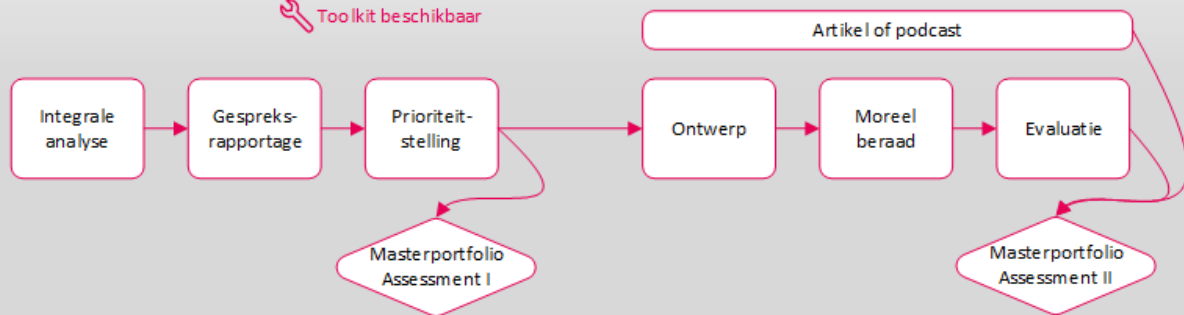 Toolkit beschikbaar
Artikel of podcast
Integrale
analyse
Gespreks-
rapportage
Prioriteit-
stelling
Ontwerp
Moreel
beraad
Evaluatie
Masterportfolio
Assessment I
Masterportfolio
Assessment II